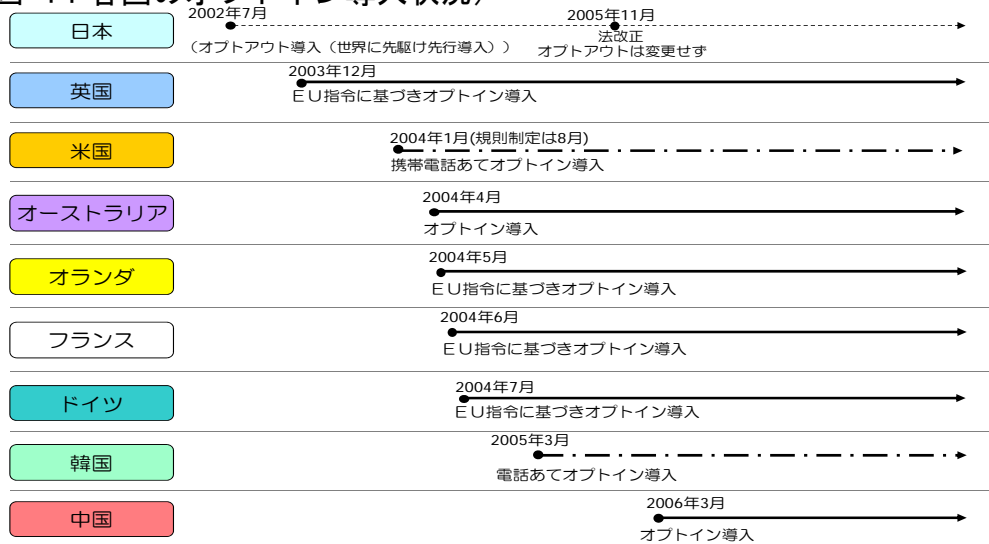 各国のオプトイン導入状況
日本
2002年7月
2005年11月
(オプトアウト導入(世界に先駆け先行導入))
法改正
オプトアウトは変更せず
英国
2003年12月
EU指令に基づきオプトイン導入
米国
2004年1月(規則制定は8月)
携帯電話あてオプトイン導入
オーストラリア
2004年4月
オプトイン導入
オランダ
2004年5月
EU指令に基づきオプトイン導入
フランス
2004年6月
EU指令に基づきオプトイン導入
ドイツ
2004年7月
EU指令に基づきオプトイン導入
韓国
2005年3月
電話あてオプトイン導入
中国
2006年3月
オプトイン導入